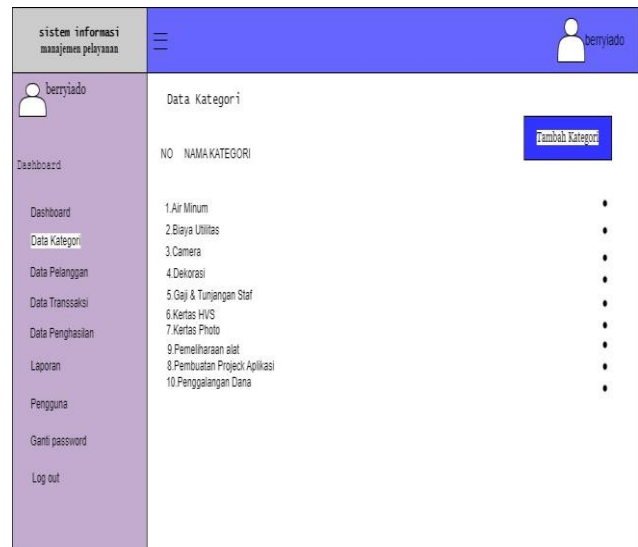 sistem informasi
manajemen pelayanan
berryiado
berryiado
Dashboard
Dashboard
Data Kategori
Data Pelanggan
Data Transsaksi
Data Penghasilan
Laporan
Pengguna
Ganti password
Log out
Data Kategori
Tambah Kategori
NO NAMA KATEGORI
1.Air Minum
2.Biaya Utilitas
3.Camera
4.Dekorasi
5.Gaji & Tunjangan Staf
6.Kertas HVS
7.Kertas Photo
9.Pemeliharaan alat
8.Pembuatan Projeck Aplikasi
10.Penggalangan Dana